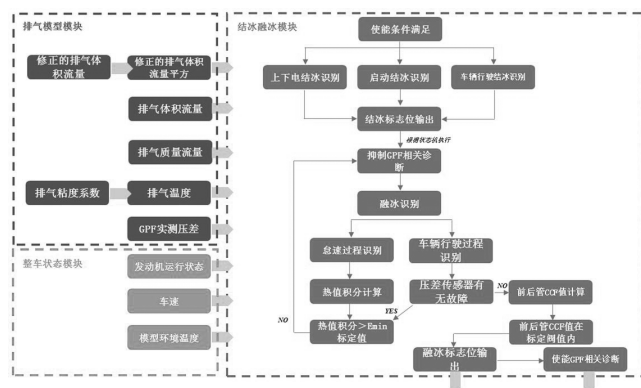 排气模型模块
修正的排气体
积流量
修正的排气体积
流量平方
排气体积流量
排气质量流量
排气粘度系数
排气温度
GPF实测压差
整车状态模块
发动机运行状态
车速
模型环境温度
结冰融冰模块
使能条件满足
上下电结冰识别
启动结冰识别
车辆行驶结冰识别
结冰标志位输出
根据状态机执行
抑制GPF相关诊
断
融冰识别
怠速过程识别
车辆行驶过程
识别
热值积分计算
压差传感器有
无故障
NO
前后管CCF值计算
NO
YES
热值积分＞Emin
标定值
前后管CCF值在
标定阀值内
融冰标志位输
出
使能GPF相关诊断